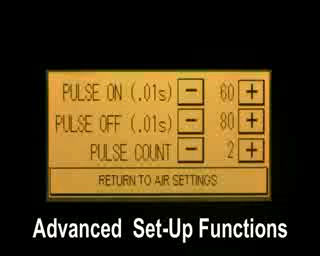 PULSE ON (.01s) - 60 +
PULSE OFF (.01s) - 80 +
PULSE COUNT - 2 +
RETURN TO AIR SETTINGS
Advanced Set-Up Functions